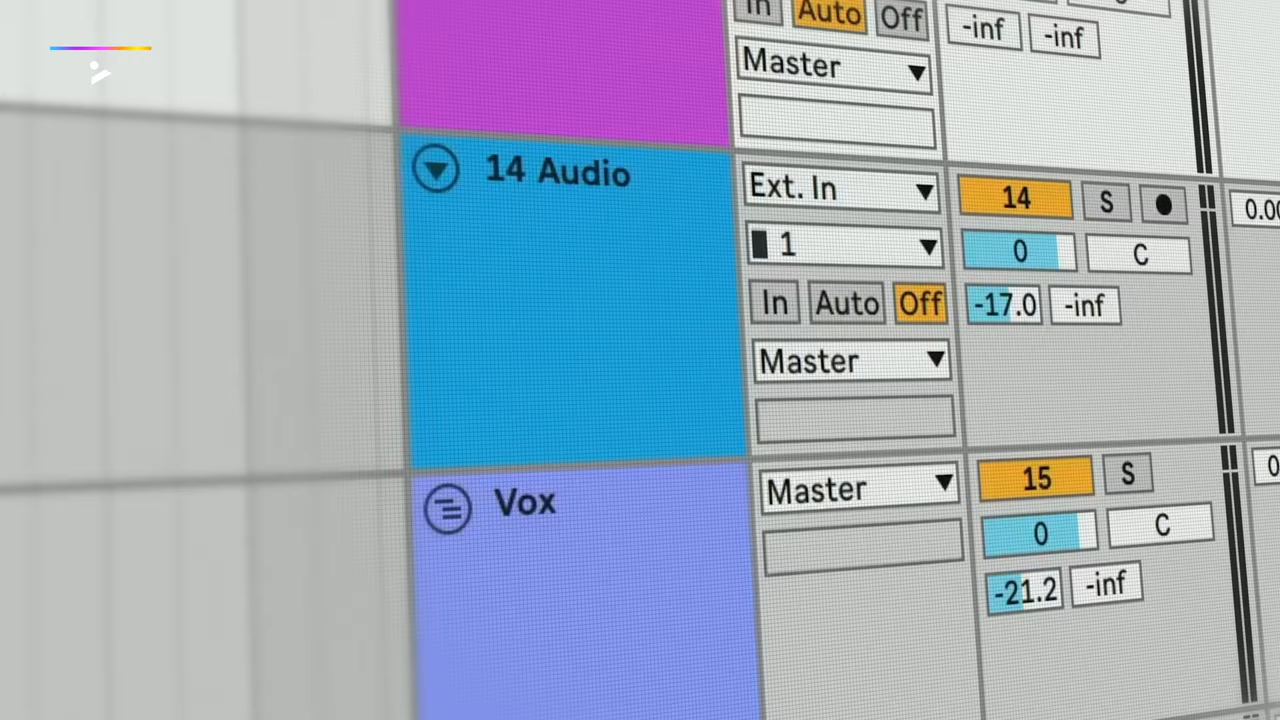 In Auto Off
-inf -inf
Master
14 Audio
Ext. In
14 S
1
0 C
In Auto Off
-17.0 -inf
Master
Vox
Master
15 S
0 C
-21.2 -inf